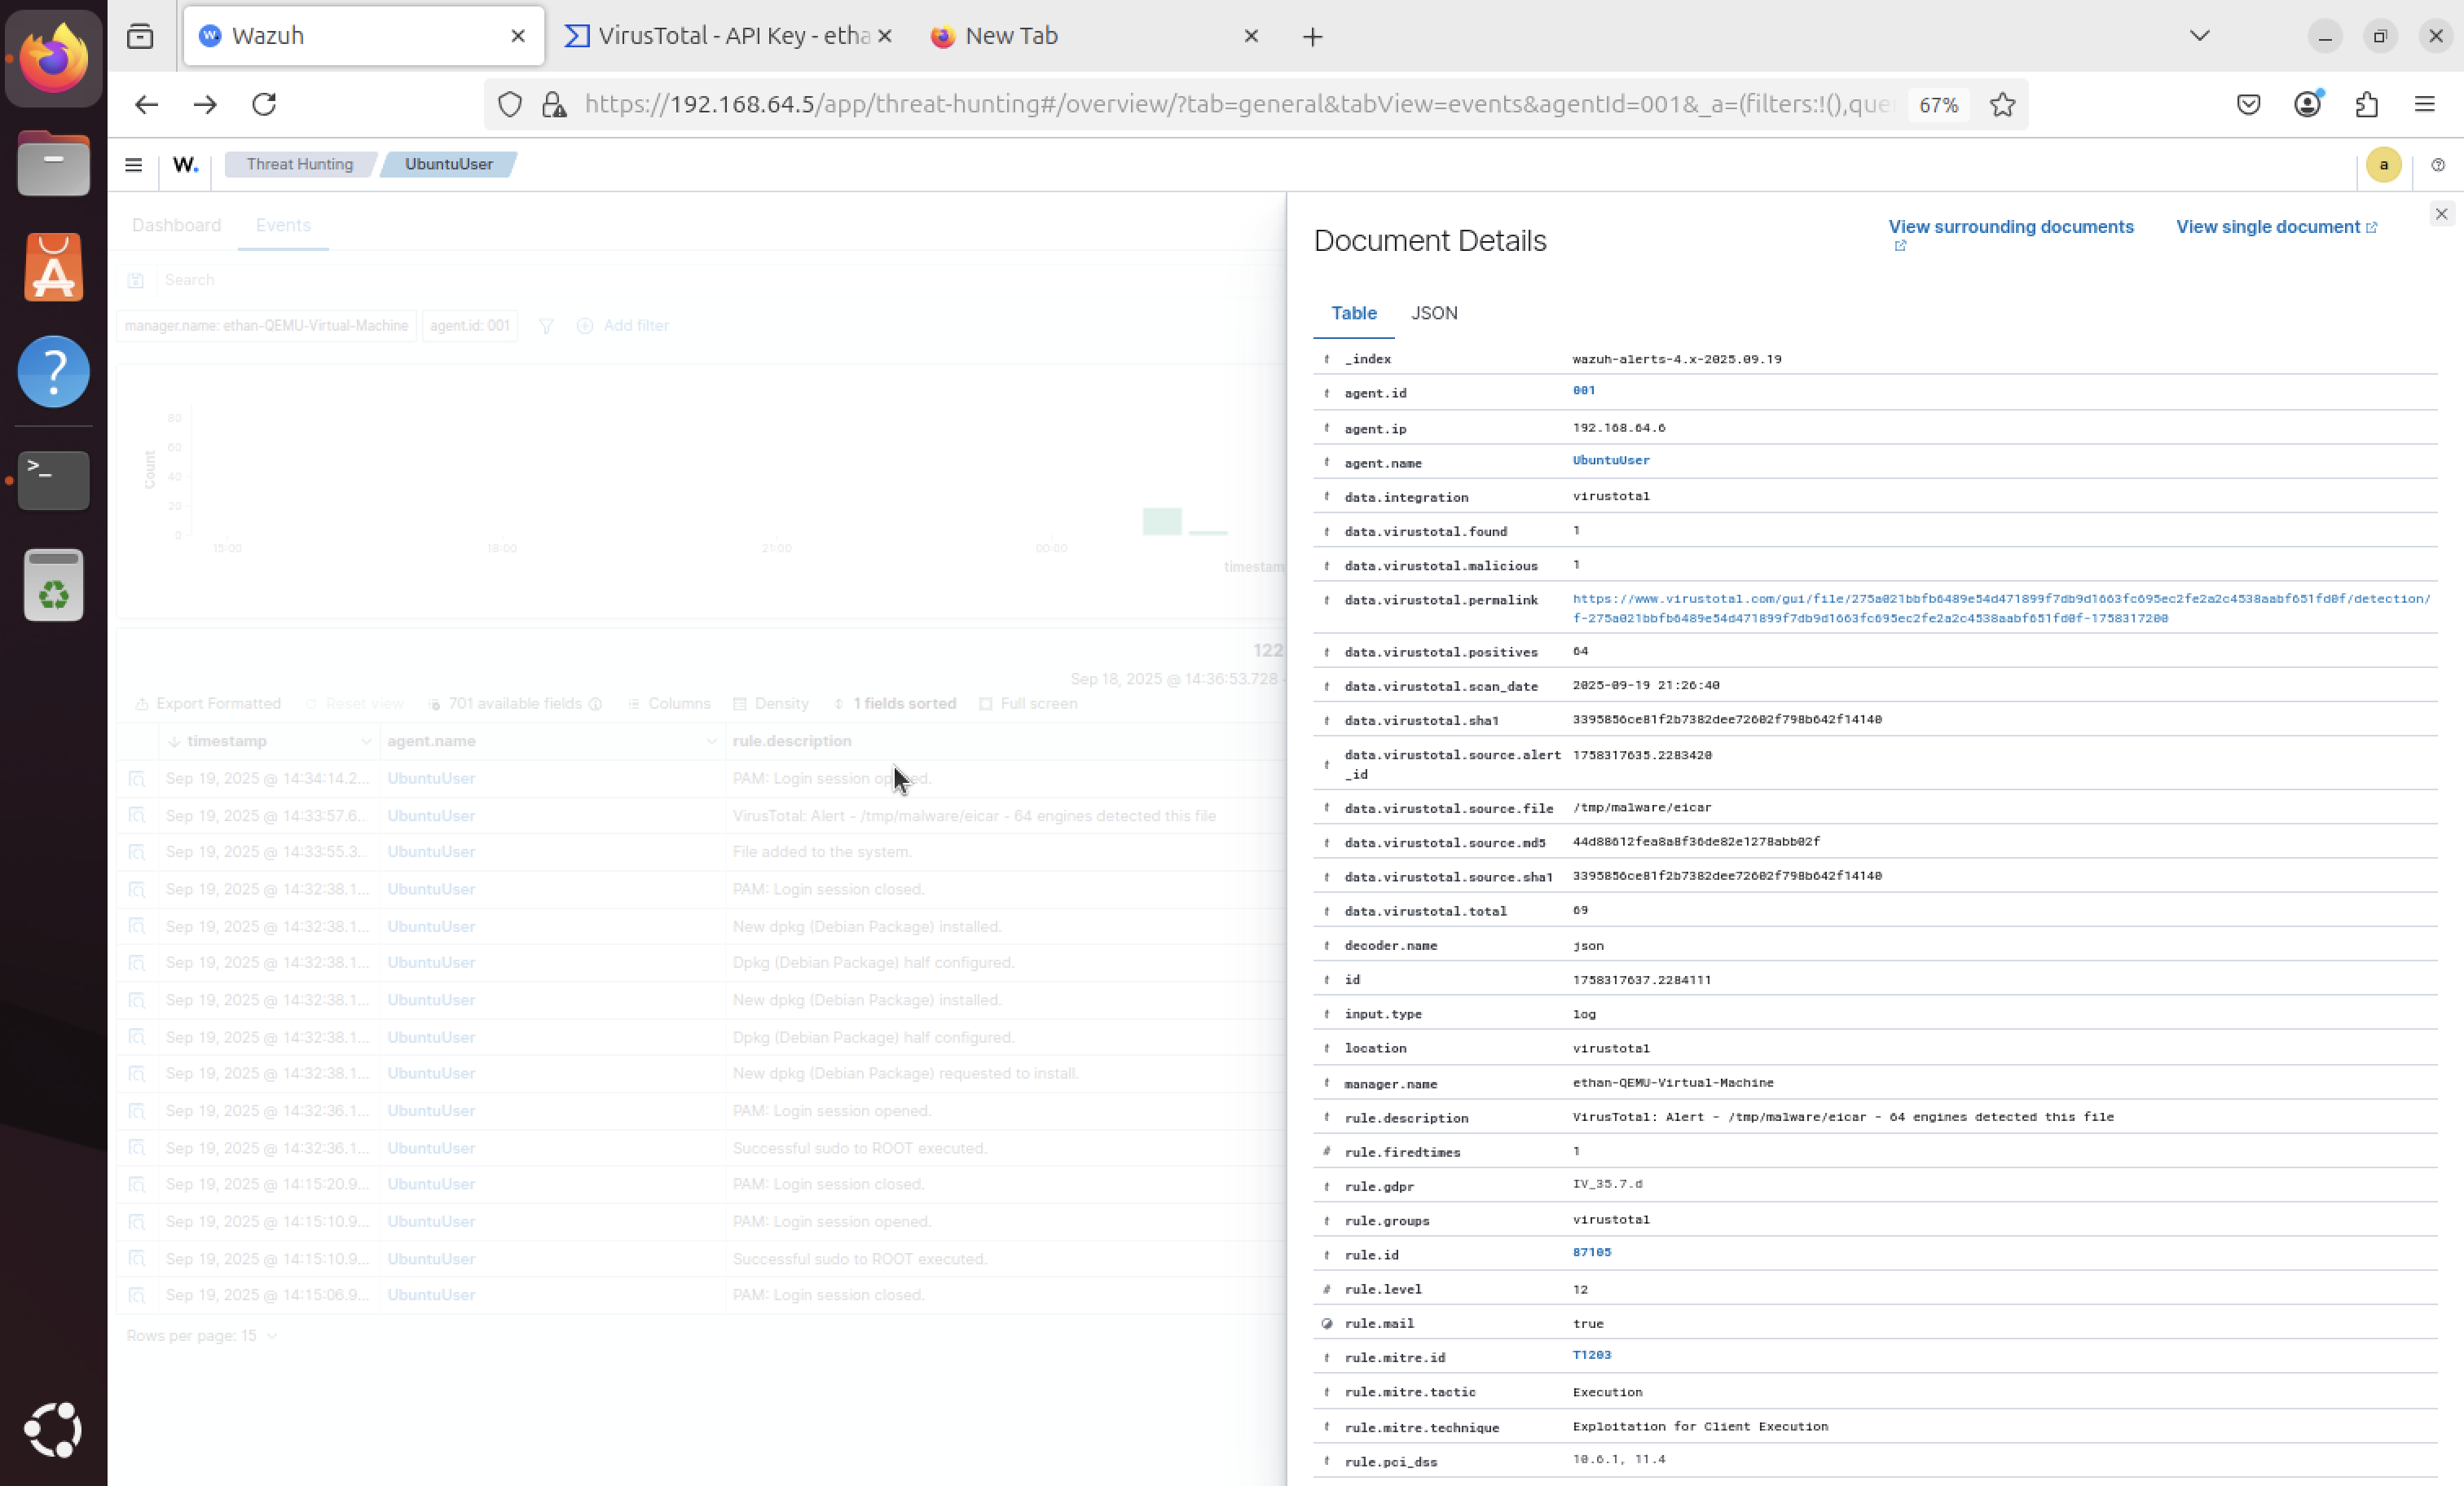 Wazuh
VirusTotal - API Key - etha
New Tab
https://192.168.64.5/app/threat-hunting#/overview/?tab=general&tabView=events&agentId=001&_a=(filters:!(),que
67%
W.
Threat Hunting
UbuntuUser
a
Dashboard
Events
Search
manager.name: ethan-QEMU-Virtual-Machine
agent.id: 001
Add filter
Count
80
60
40
20
0
15:00
18:00
21:00
00:00
timestam
122
Sep 18, 2025 @ 14:36:53.728 -
Export Formatted
Reset view
701 available fields
Columns
Density
1 fields sorted
Full screen
timestamp agent.name rule.description
Sep 19, 2025 @ 14:34:14.2... UbuntuUser PAM: Login session opened.
Sep 19, 2025 @ 14:33:57.6... UbuntuUser VirusTotal: Alert - /tmp/malware/eicar - 64 engines detected this file
Sep 19, 2025 @ 14:33:55.3... UbuntuUser File added to the system.
Sep 19, 2025 @ 14:32:38.1... UbuntuUser PAM: Login session closed.
Sep 19, 2025 @ 14:32:38.1... UbuntuUser New dpkg (Debian Package) installed.
Sep 19, 2025 @ 14:32:38.1... UbuntuUser Dpkg (Debian Package) half configured.
Sep 19, 2025 @ 14:32:38.1... UbuntuUser New dpkg (Debian Package) installed.
Sep 19, 2025 @ 14:32:38.1... UbuntuUser Dpkg (Debian Package) half configured.
Sep 19, 2025 @ 14:32:38.1... UbuntuUser New dpkg (Debian Package) requested to install.
Sep 19, 2025 @ 14:32:36.1... UbuntuUser PAM: Login session opened.
Sep 19, 2025 @ 14:32:36.1... UbuntuUser Successful sudo to ROOT executed.
Sep 19, 2025 @ 14:15:20.9... UbuntuUser PAM: Login session closed.
Sep 19, 2025 @ 14:15:10.9... UbuntuUser PAM: Login session opened.
Sep 19, 2025 @ 14:15:10.9... UbuntuUser Successful sudo to ROOT executed.
Sep 19, 2025 @ 14:15:06.9... UbuntuUser PAM: Login session closed.
Rows per page: 15
Document Details
View surrounding documents
View single document
Table
JSON
t _index wazuh-alerts-4.x-2025.09.19
t agent.id 001
t agent.ip 192.168.64.6
t agent.name UbuntuUser
t data.integration virustotal
t data.virustotal.found 1
t data.virustotal.malicious 1
t data.virustotal.permalink https://www.virustotal.com/gui/file/275a021bbfb6489e54d471899f7db9d1663fc695ec2fe2a2c4538aabf651fd0f/detection/
f-275a021bbfb6489e54d471899f7db9d1663fc695ec2fe2a2c4538aabf651fd0f-1758317200
t data.virustotal.positives 64
t data.virustotal.scan_date 2025-09-19 21:26:40
t data.virustotal.sha1 3395856ce81f2b7382dee72602f798b642f14140
t data.virustotal.source.alert 1758317635.2283420
_id
t data.virustotal.source.file /tmp/malware/eicar
t data.virustotal.source.md5 44d88612fea8a8f36de82e1278abb02f
t data.virustotal.source.sha1 3395856ce81f2b7382dee72602f798b642f14140
t data.virustotal.total 69
t decoder.name json
t id 1758317637.2284111
t input.type log
t location virustotal
t manager.name ethan-QEMU-Virtual-Machine
t rule.description VirusTotal: Alert - /tmp/malware/eicar - 64 engines detected this file
# rule.firedtimes 1
t rule.gdpr IV_35.7.d
t rule.groups virustotal
t rule.id 87105
# rule.level 12
rule.mail true
t rule.mitre.id T1203
t rule.mitre.tactic Execution
t rule.mitre.technique Exploitation for Client Execution
t rule.pci_dss 10.6.1, 11.4